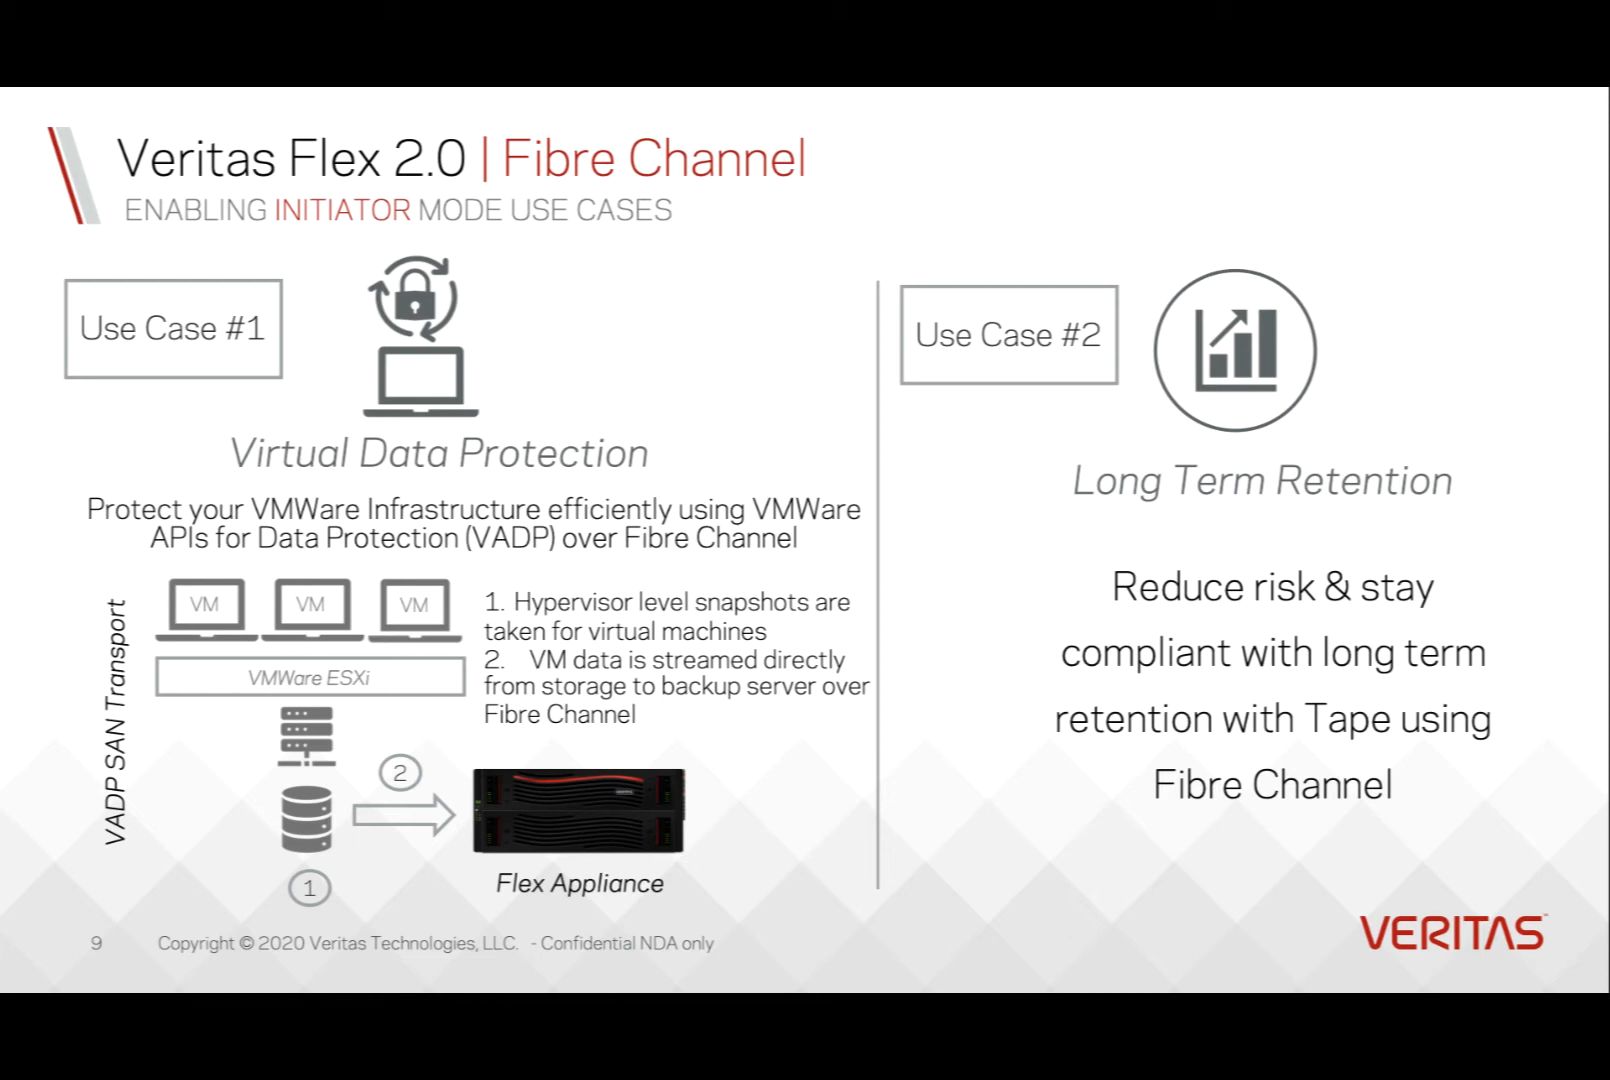 Veritas Flex 2.0 | Fibre Channel
ENABLING INITIATOR MODE USE CASES
Use Case #1
Virtual Data Protection
Protect your VMWare Infrastructure efficiently using VMWare
APIs for Data Protection (VADP) over Fibre Channel
VADP SAN Transport
VM VM VM
VMWare ESXi
1. Hypervisor level snapshots are
taken for virtual machines
2. VM data is streamed directly
from storage to backup server over
Fibre Channel
2
1
Flex Appliance
Use Case #2
Long Term Retention
Reduce risk & stay
compliant with long term
retention with Tape using
Fibre Channel
9 Copyright © 2020 Veritas Technologies, LLC. - Confidential NDA only
VERITAS™